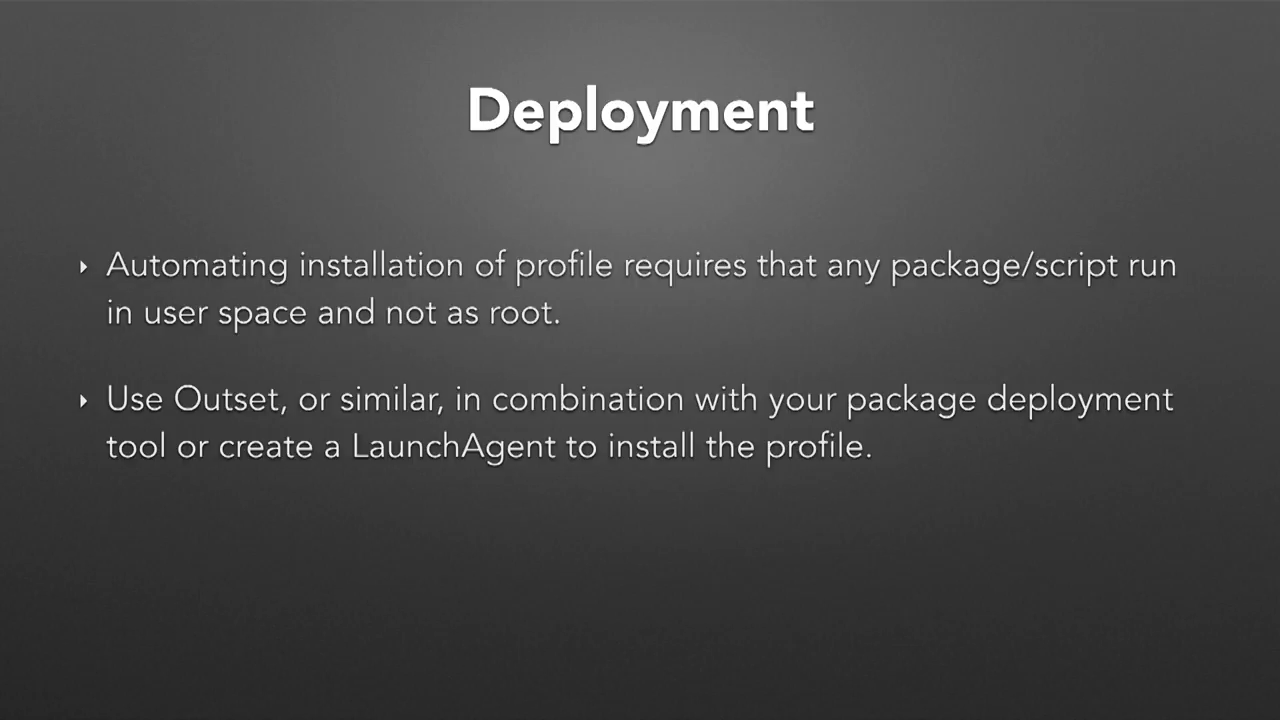 Deployment
‣ Automating installation of profile requires that any package/script run
in user space and not as root.
‣ Use Outset, or similar, in combination with your package deployment
tool or create a LaunchAgent to install the profile.